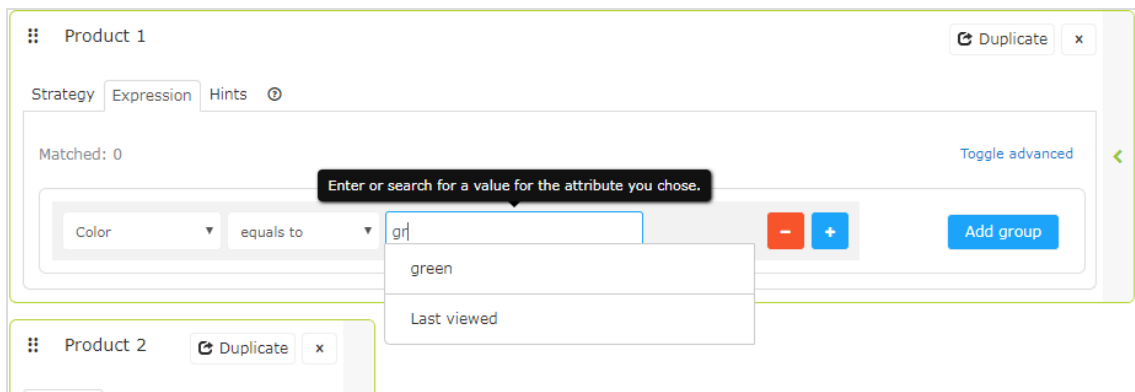 Product 1
Duplicate x
Strategy Expression Hints ?
Matched: 0
Toggle advanced
Enter or search for a value for the attribute you chose.
Color equals to gr - + Add group
green
Last viewed
Product 2 Duplicate x